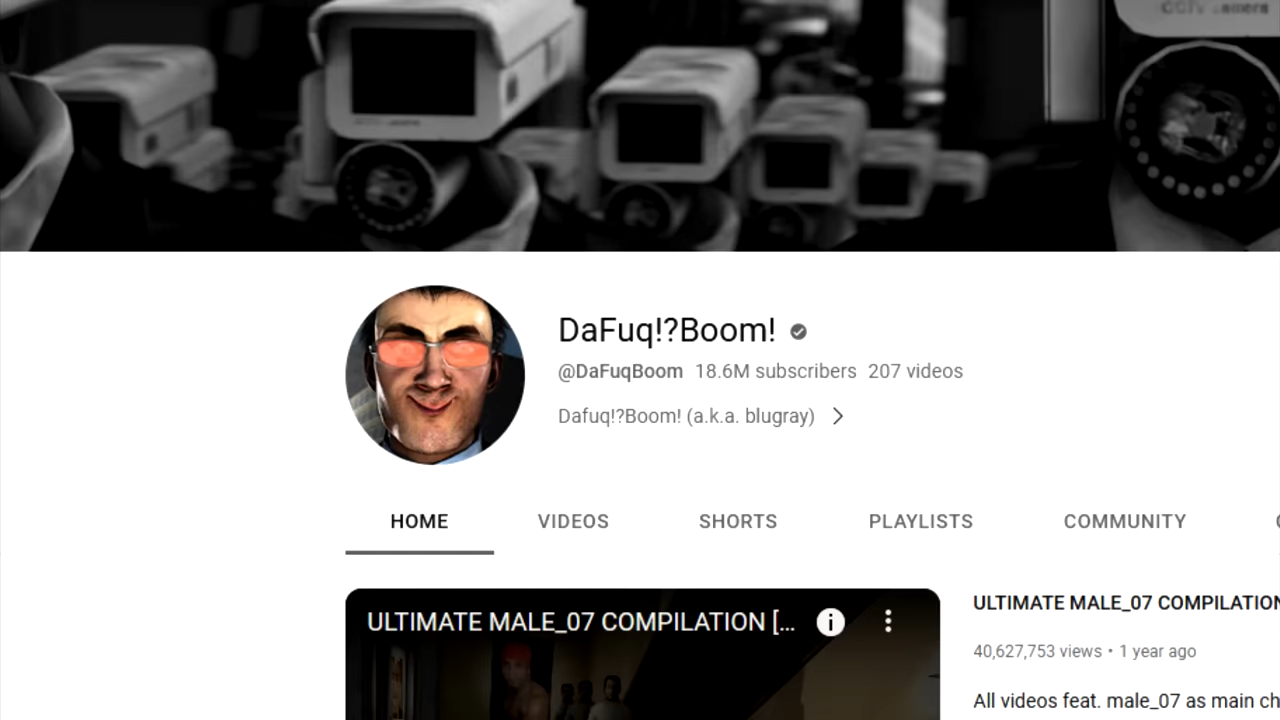 DaFuq!?Boom!
@DaFuqBoom 18.6M subscribers 207 videos
Dafuq!?Boom! (a.k.a. blugray)
HOME VIDEOS SHORTS PLAYLISTS COMMUNITY
ULTIMATE MALE_07 COMPILATION [...
ULTIMATE MALE_07 COMPILATION
40,627,753 views • 1 year ago
All videos feat. male_07 as main ch